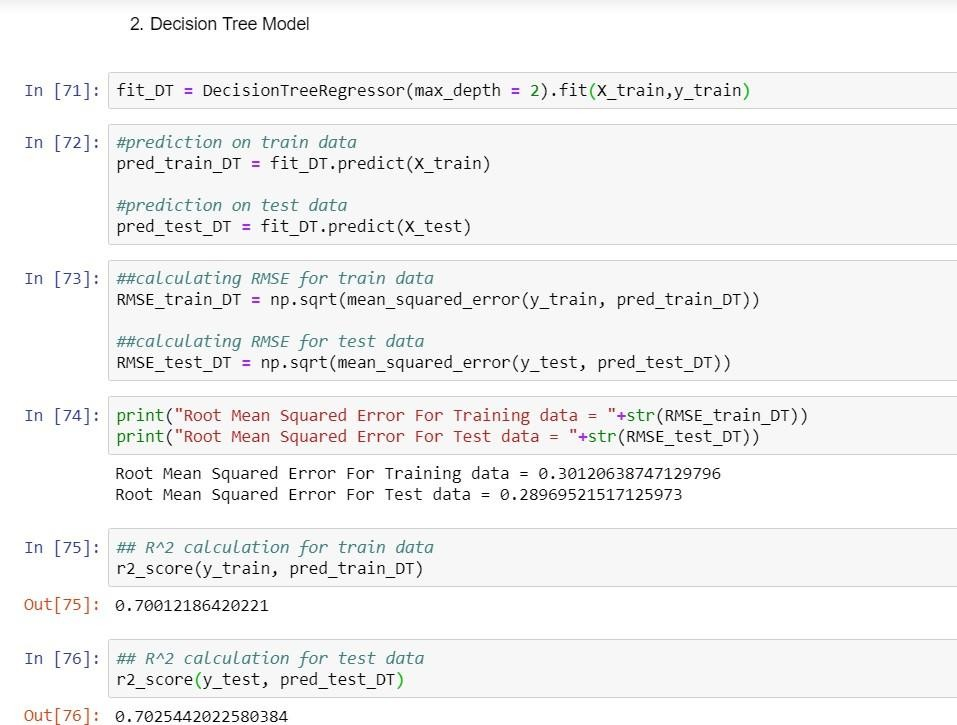 2. Decision Tree Model
In [71]: fit_DT = DecisionTreeRegressor(max_depth = 2).fit(X_train,y_train)
In [72]: #prediction on train data
pred_train_DT = fit_DT.predict(X_train)
#prediction on test data
pred_test_DT = fit_DT.predict(X_test)
In [73]: ##calculating RMSE for train data
RMSE_train_DT = np.sqrt(mean_squared_error(y_train, pred_train_DT))
##calculating RMSE for test data
RMSE_test_DT = np.sqrt(mean_squared_error(y_test, pred_test_DT))
In [74]: print("Root Mean Squared Error For Training data = "+str(RMSE_train_DT))
print("Root Mean Squared Error For Test data = "+str(RMSE_test_DT))
Root Mean Squared Error For Training data = 0.30120638747129796
Root Mean Squared Error For Test data = 0.28969521517125973
In [75]: ## R^2 calculation for train data
r2_score(y_train, pred_train_DT)
Out[75]: 0.70012186420221
In [76]: ## R^2 calculation for test data
r2_score(y_test, pred_test_DT)
Out[76]: 0.7025442022580384